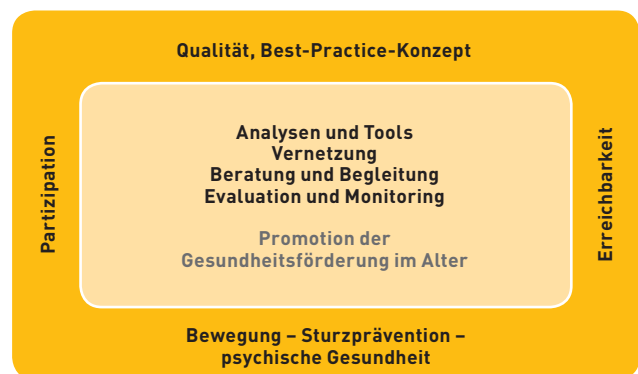 Qualität, Best-Practice-Konzept
Partizipation
Analysen und Tools
Vernetzung
Beratung und Begleitung
Evaluation und Monitoring
Promotion der
Gesundheitsförderung im Alter
Erreichbarkeit
Bewegung – Sturzprävention –
psychische Gesundheit